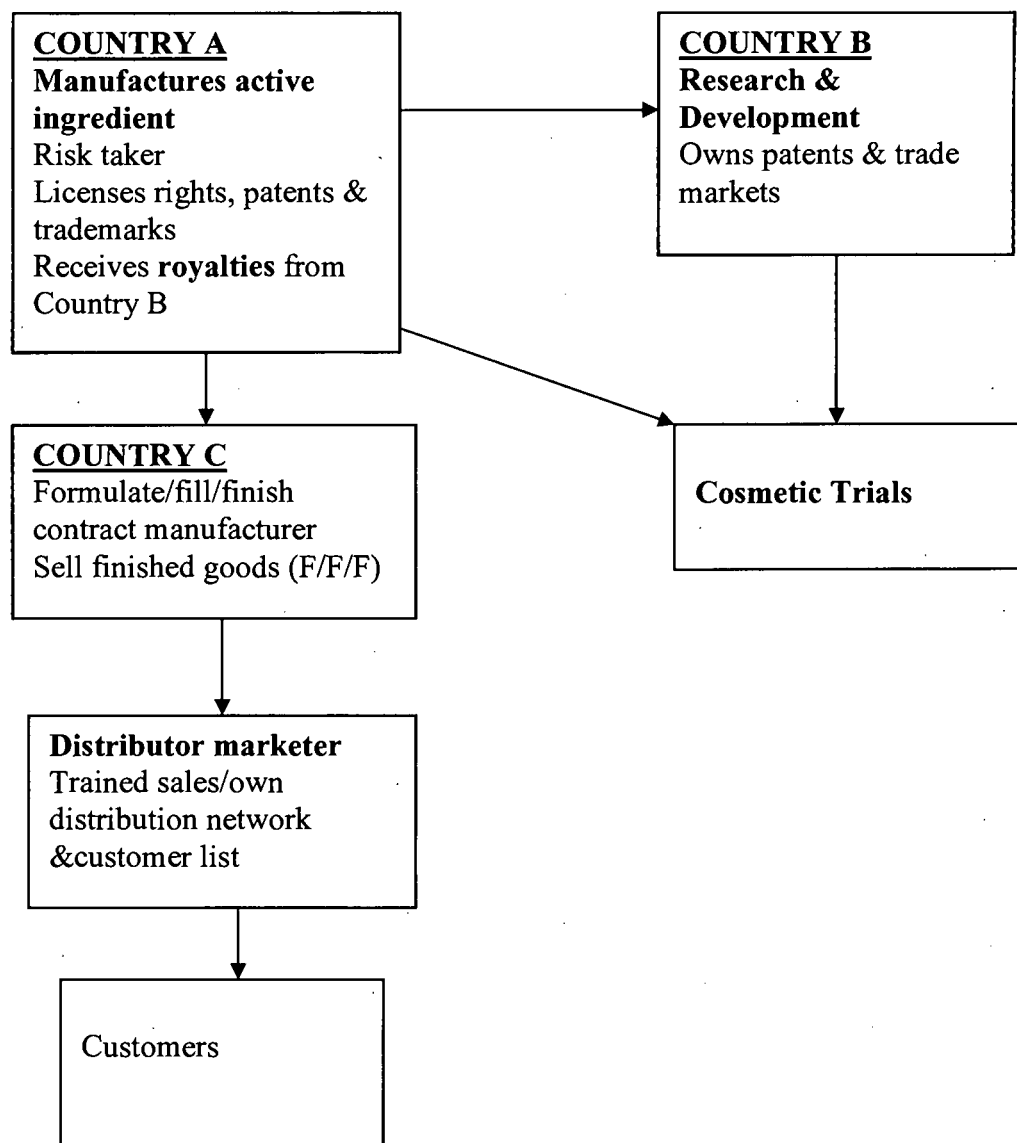 COUNTRY A
Manufactures active
ingredient
Risk taker
Licenses rights, patents &
trademarks
Receives royalties from
Country B
COUNTRY B
Research &
Development
Owns patents & trade
markets
COUNTRY C
Formulate/fill/finish
contract manufacturer
Sell finished goods (F/F/F)
Cosmetic Trials
Distributor marketer
Trained sales/own
distribution network
&customer list
Customers